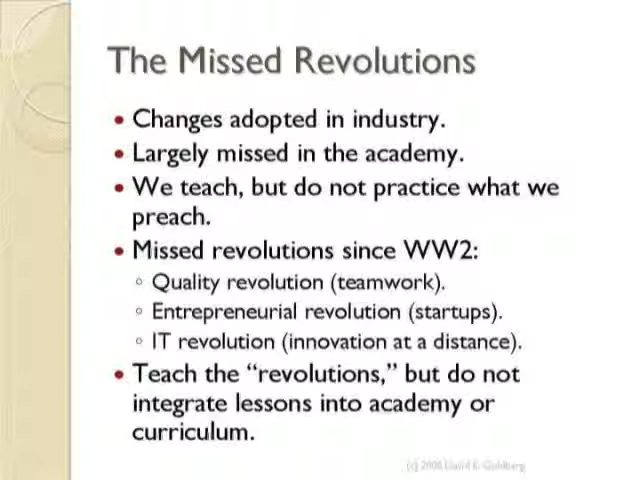 The Missed Revolutions
• Changes adopted in industry.
• Largely missed in the academy.
• We teach, but do not practice what we
preach.
• Missed revolutions since WW2:
◦ Quality revolution (teamwork).
◦ Entrepreneurial revolution (startups).
◦ IT revolution (innovation at a distance).
• Teach the “revolutions,” but do not
integrate lessons into academy or
curriculum.
(c) David E. Goldberg